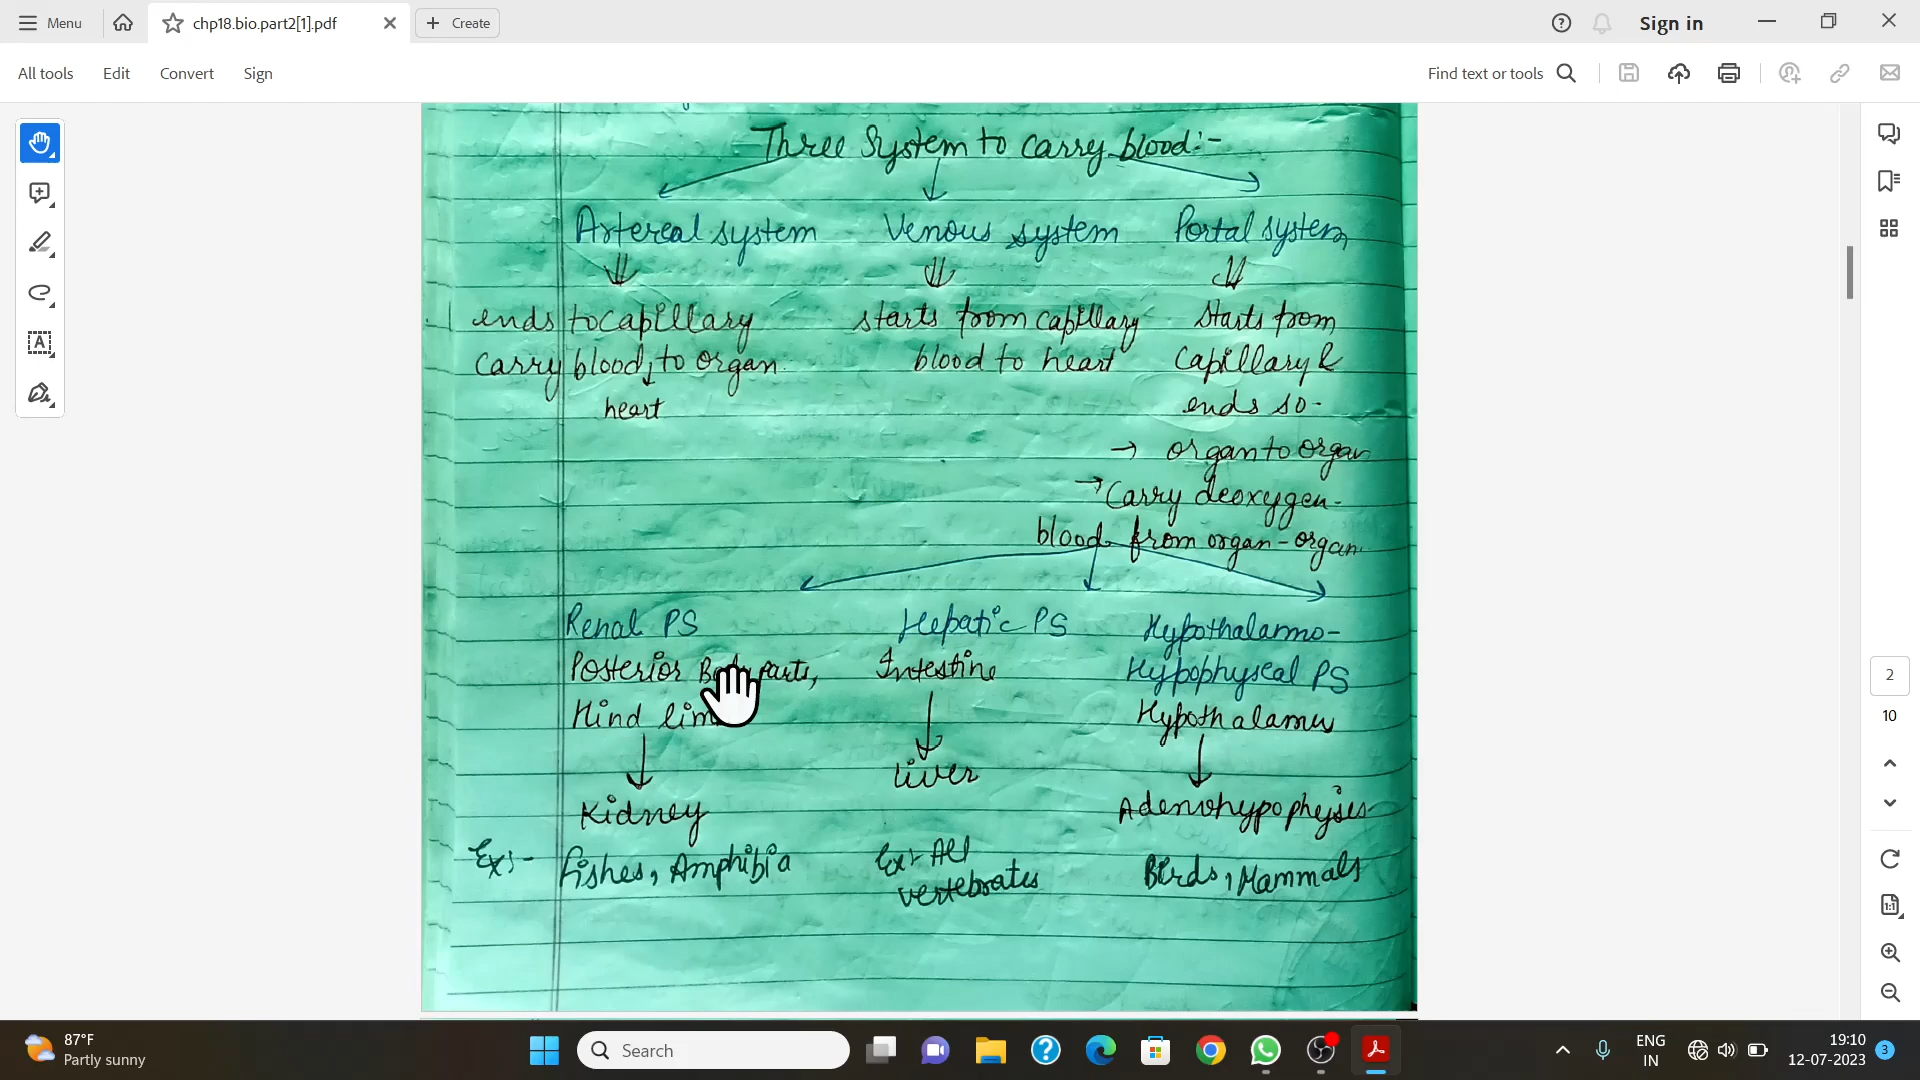 Menu
chp18.bio.part2[1].pdf
Create
Sign in
All tools
Edit
Convert
Sign
Find text or tools
Three System to carry blood:-
Artereal system
Venous system
Portal system
ends to capillary
carry blood, to organ
heart
starts from capillary
blood to heart
Starts from
Capillary &
ends so-
→ organ to organ
→ Carry deoxygen-
blood from organ-organ
Renal PS
Posterior Body parts,
Hind lim
Kidney
Ex:- fishes, Amphibia
Hepatic PS
Intestine
Liver
Ex:- All
vertebrates
Hypothalamo-
Hypophyseal PS
Hypothalamus
Adenohypophysis
Birds, Mammals
2
10
1:1
87°F
Partly sunny
Search
ENG
IN
19:10
12-07-2023
3